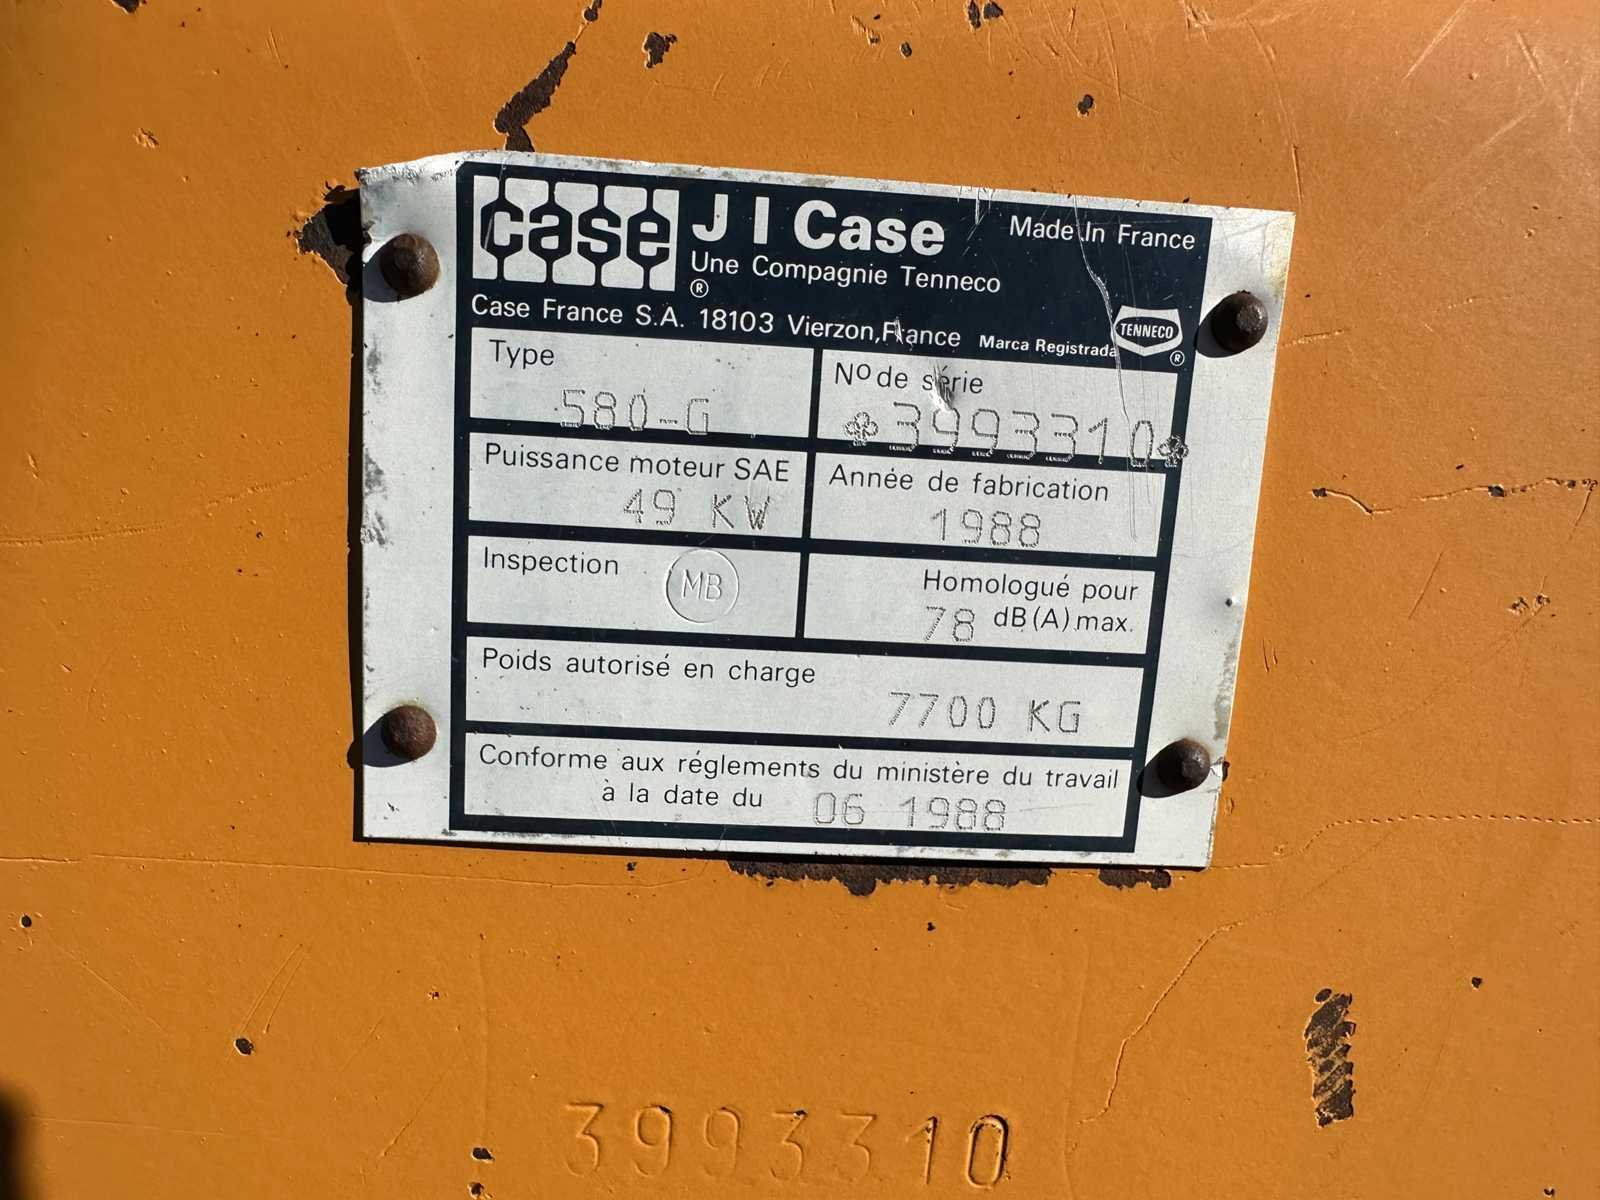 case J I Case Made In France
Une Compagnie Tenneco
®
Case France S.A. 18103 Vierzon, France Marca Registrada TENNECO ®
Type
580-G
Nº de série
*3993310*
Puissance moteur SAE
49 KW
Année de fabrication
1988
Inspection MB
Homologué pour
78 dB(A) max.
Poids autorisé en charge
7700 KG
Conforme aux réglements du ministère du travail
à la date du 06 1988
3993310